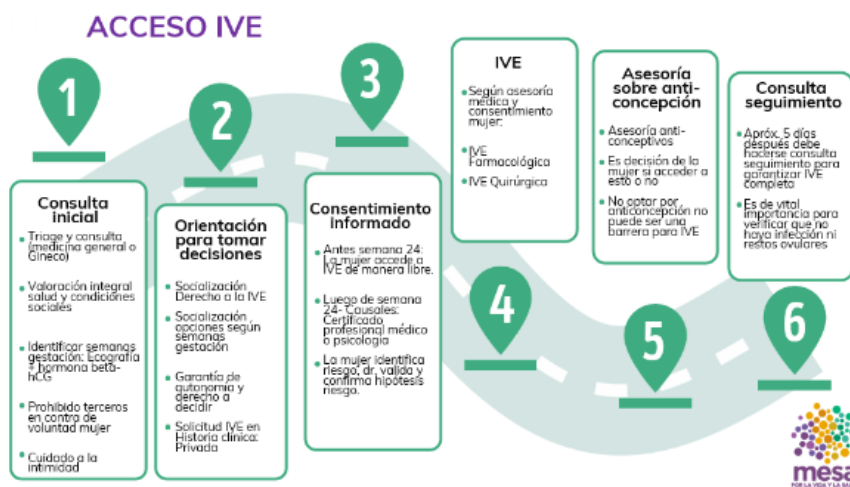 ACCESO IVE
1
Consulta
inicial
Triage y consulta
(medicina general o
Gineco)
Valoración integral
salud y condiciones
sociales
Identificar semanas
gestación: Ecografía
+ hormona beta-
hCG
Prohibido terceros
en contra de
voluntad mujer
Cuidado a la
intimidad
2
Orientación
para tomar
decisiones
Socialización
Derecho a la IVE
Socialización
opciones según
semanas
gestación
Garantía de
autonomía y
derecho a
decidir
Solicitud IVE en
Historia clínica:
Privada
3
Consentimiento
informado
Antes semana 24:
La mujer accede a
IVE de manera libre.
Luego de semana
24- Causales:
Certificado
profesional médico
o psicología
La mujer identifica
riesgo, dr. valida y
confirma hipótesis
riesgo.
IVE
Según asesoría
médica y
consentimiento
mujer:
IVE
Farmacológica
IVE Quirúrgica
4
Asesoría
sobre anti-
concepción
Asesoría anti-
conceptivos
Es decisión de la
mujer si acceder a
esto o no
No optar por
anticoncepción no
puede ser una
barrera para IVE
5
Consulta
seguimiento
Apróx. 5 días
después debe
hacerse consulta
seguimiento para
garantizar IVE
completa
Es de vital
importancia para
verificar que no
haya infección ni
restos ovulares
6
mesa